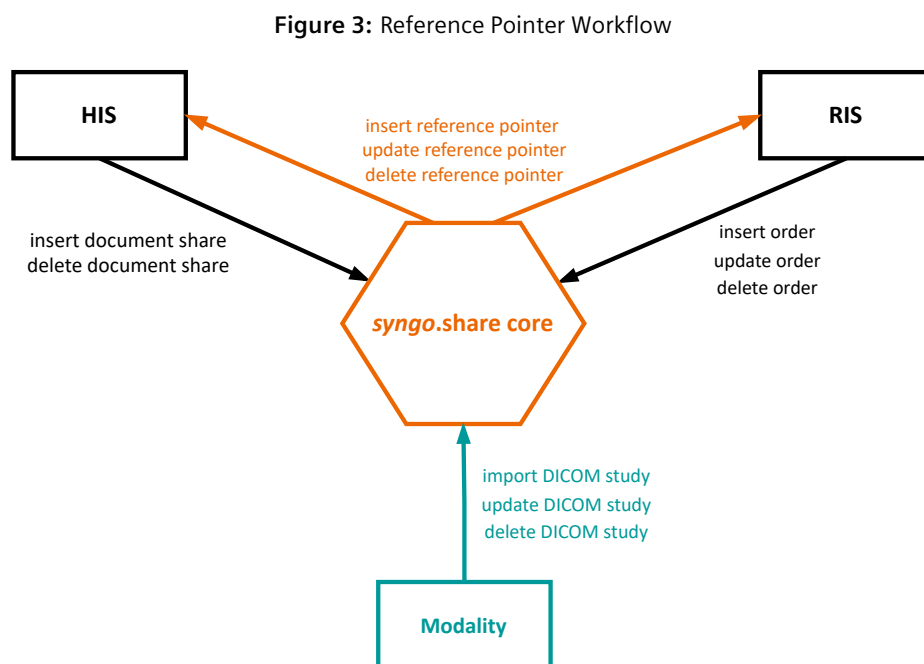 Figure 3: Reference Pointer Workflow
HIS
RIS
insert reference pointer
update reference pointer
delete reference pointer
insert document share
delete document share
insert order
update order
delete order
syngo.share core
import DICOM study
update DICOM study
delete DICOM study
Modality